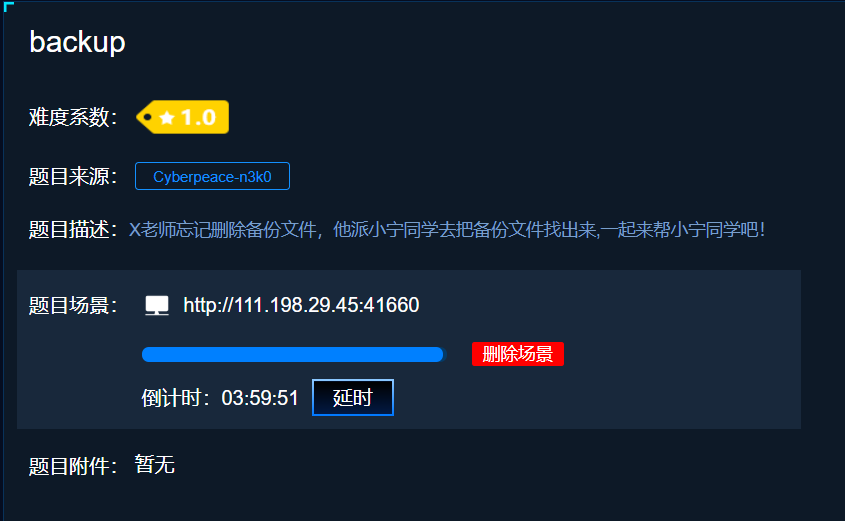 backup
难度系数： 1.0
题目来源： Cyberpeace-n3k0
题目描述：X老师忘记删除备份文件，他派小宁同学去把备份文件找出来,一起来帮小宁同学吧！
题目场景： http://111.198.29.45:41660
删除场景
倒计时：03:59:51 延时
题目附件： 暂无